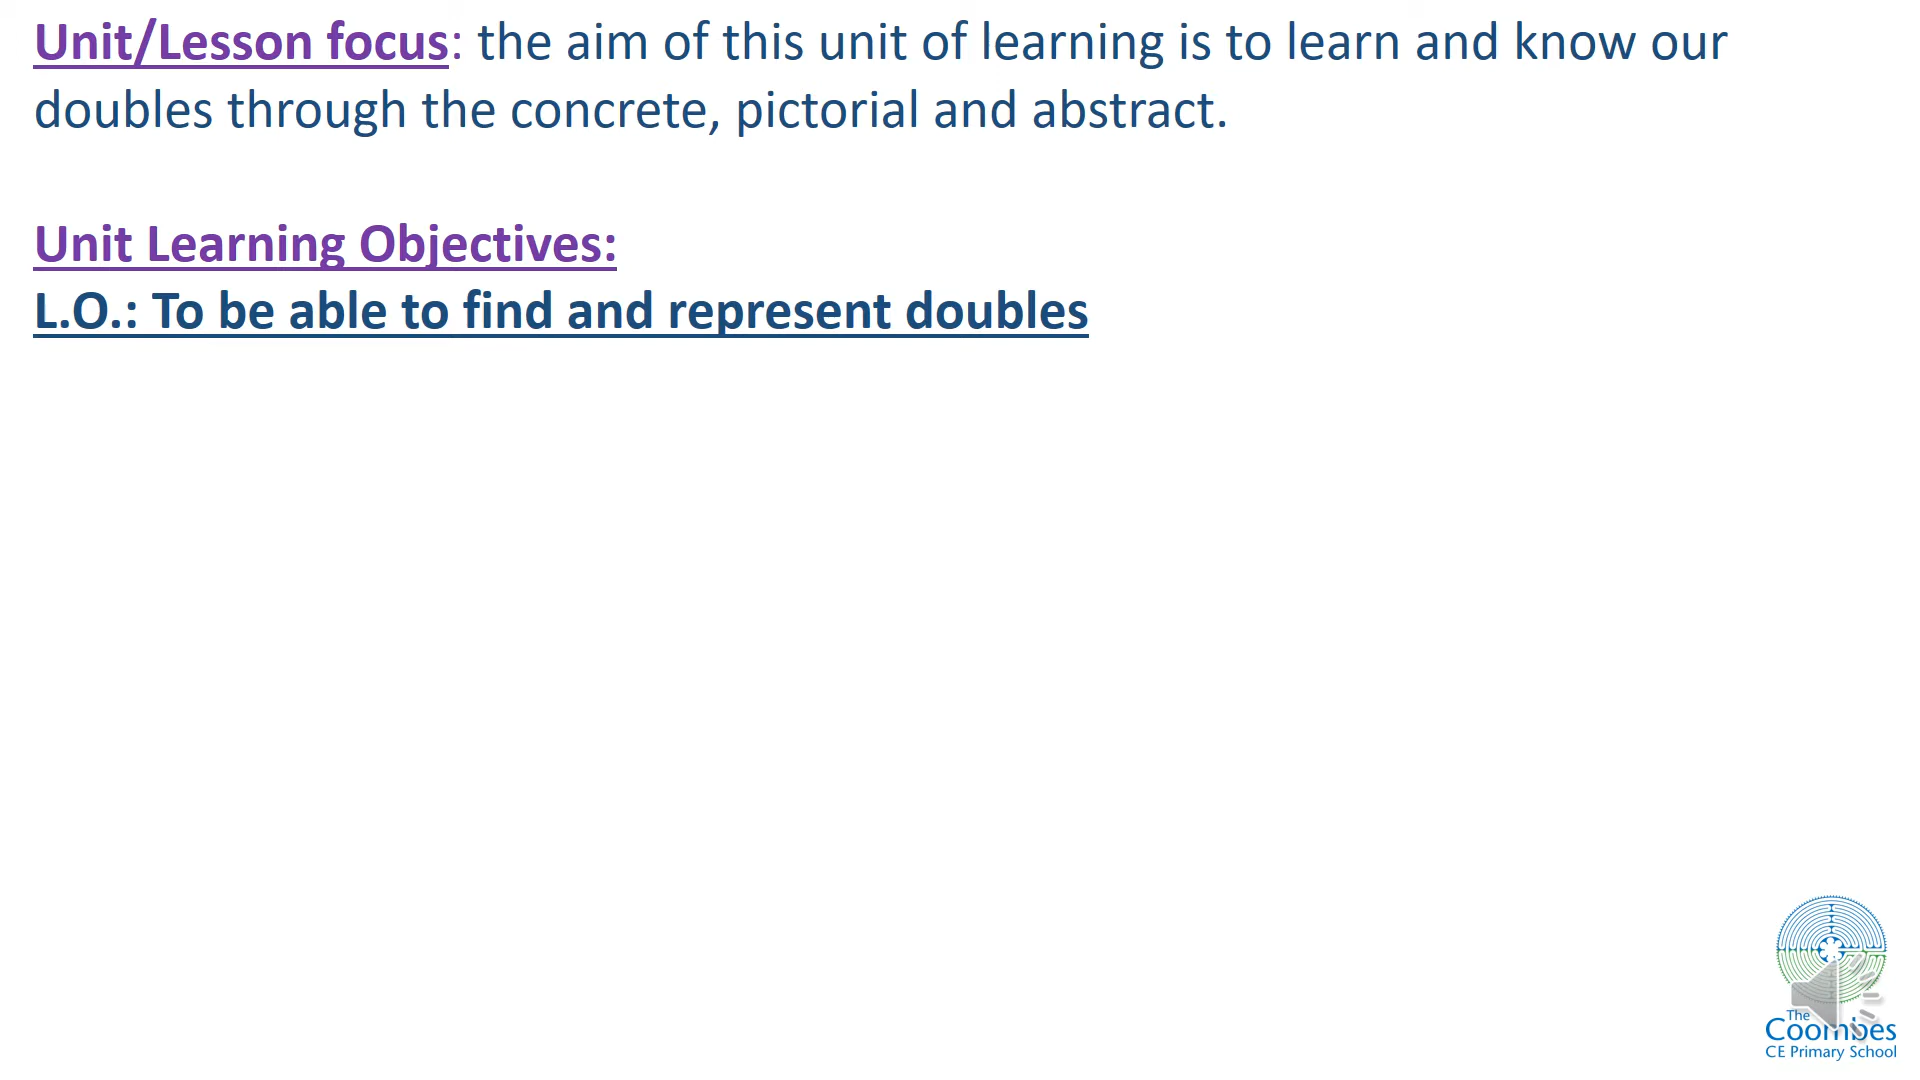 Unit/Lesson focus: the aim of this unit of learning is to learn and know our
doubles through the concrete, pictorial and abstract.
Unit Learning Objectives:
L.O.: To be able to find and represent doubles
The
Coombes
CE Primary School